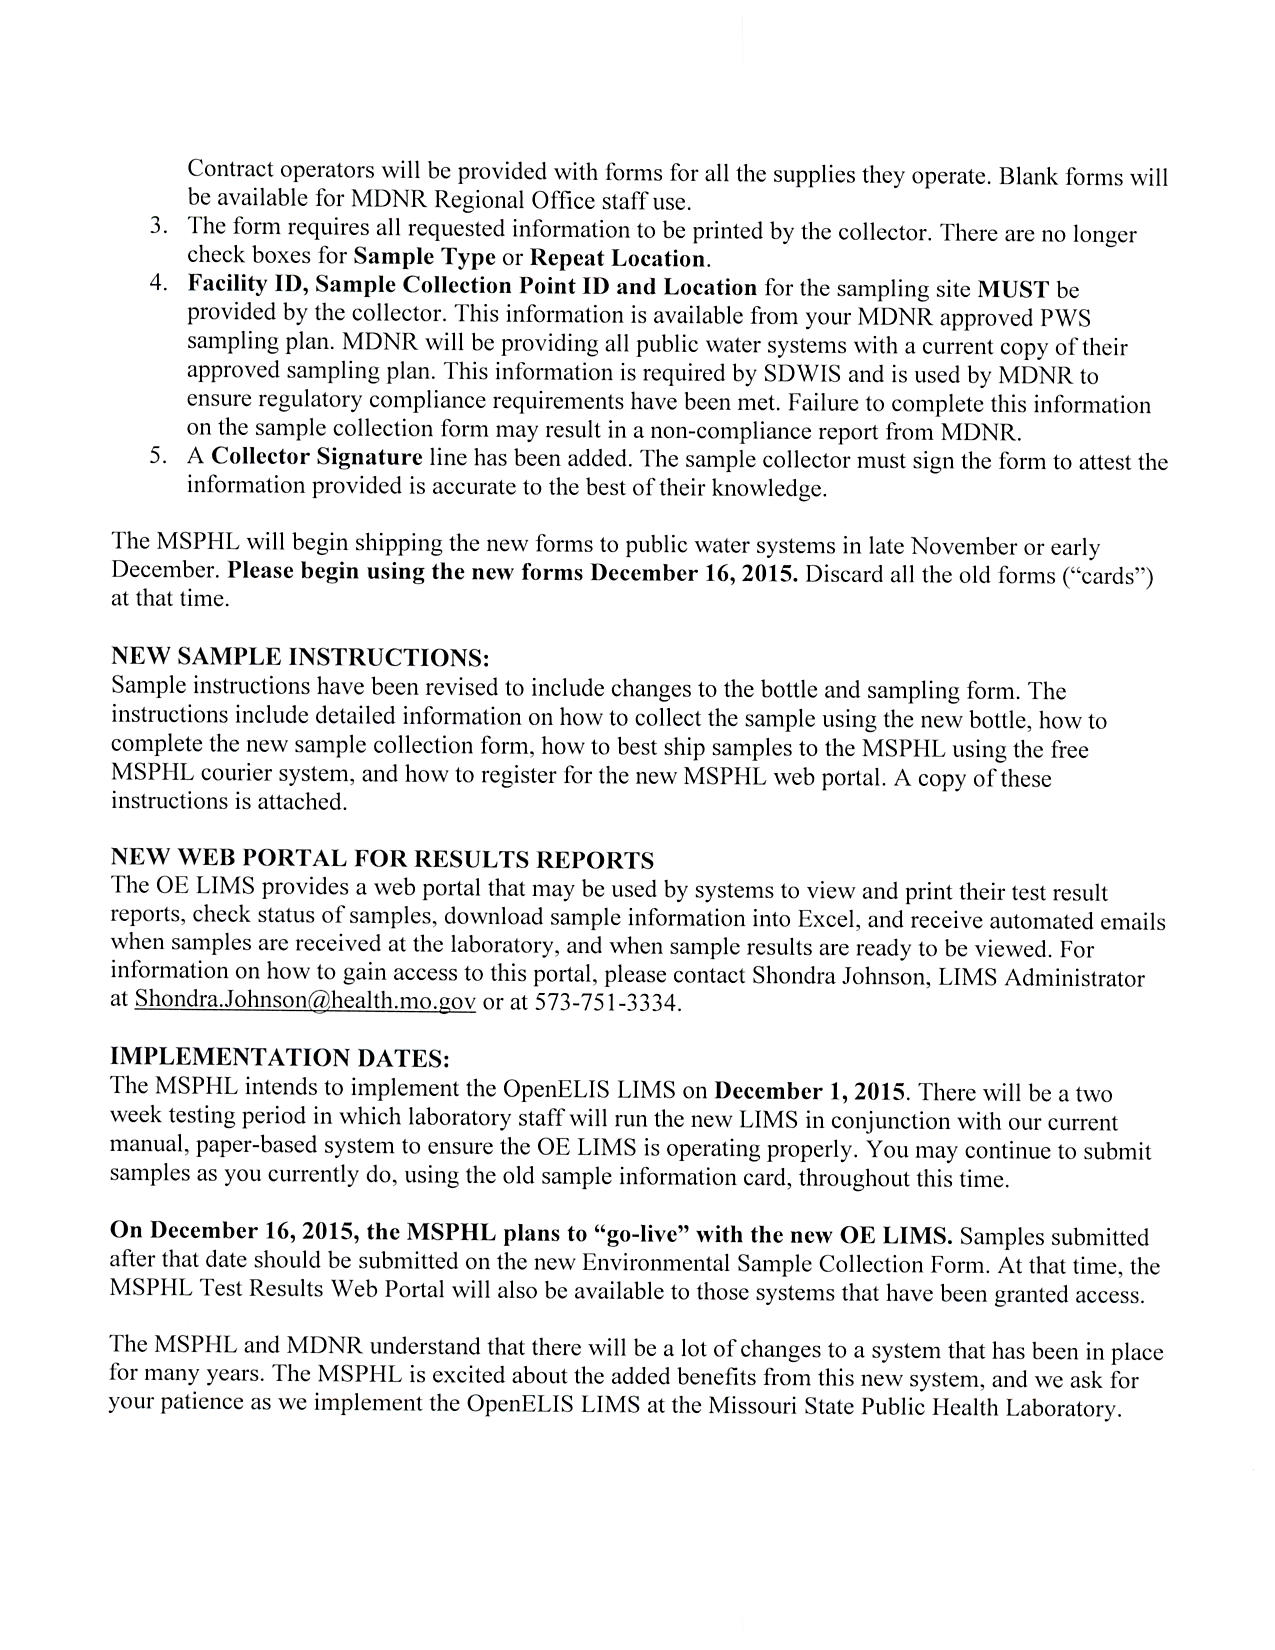 Contract operators will be provided with forms for all the supplies they operate. Blank forms will
be available for MDNR Regional Office staff use.
3. The form requires all requested information to be printed by the collector. There are no longer
check boxes for Sample Type or Repeat Location.
4. Facility ID, Sample Collection Point ID and Location for the sampling site MUST be
provided by the collector. This information is available from your MDNR approved PWS
sampling plan. MDNR will be providing all public water systems with a current copy of their
approved sampling plan. This information is required by SDWIS and is used by MDNR to
ensure regulatory compliance requirements have been met. Failure to complete this information
on the sample collection form may result in a non-compliance report from MDNR.
5. A Collector Signature line has been added. The sample collector must sign the form to attest the
information provided is accurate to the best of their knowledge.
The MSPHL will begin shipping the new forms to public water systems in late November or early
December. Please begin using the new forms December 16, 2015. Discard all the old forms (“cards”)
at that time.
NEW SAMPLE INSTRUCTIONS:
Sample instructions have been revised to include changes to the bottle and sampling form. The
instructions include detailed information on how to collect the sample using the new bottle, how to
complete the new sample collection form, how to best ship samples to the MSPHL using the free
MSPHL courier system, and how to register for the new MSPHL web portal. A copy of these
instructions is attached.
NEW WEB PORTAL FOR RESULTS REPORTS
The OE LIMS provides a web portal that may be used by systems to view and print their test result
reports, check status of samples, download sample information into Excel, and receive automated emails
when samples are received at the laboratory, and when sample results are ready to be viewed. For
information on how to gain access to this portal, please contact Shondra Johnson, LIMS Administrator
at Shondra.Johnson@health.mo.gov or at 573-751-3334.
IMPLEMENTATION DATES:
The MSPHL intends to implement the OpenELIS LIMS on December 1, 2015. There will be a two
week testing period in which laboratory staff will run the new LIMS in conjunction with our current
manual, paper-based system to ensure the OE LIMS is operating properly. You may continue to submit
samples as you currently do, using the old sample information card, throughout this time.
On December 16, 2015, the MSPHL plans to “go-live” with the new OE LIMS. Samples submitted
after that date should be submitted on the new Environmental Sample Collection Form. At that time, the
MSPHL Test Results Web Portal will also be available to those systems that have been granted access.
The MSPHL and MDNR understand that there will be a lot of changes to a system that has been in place
for many years. The MSPHL is excited about the added benefits from this new system, and we ask for
your patience as we implement the OpenELIS LIMS at the Missouri State Public Health Laboratory.